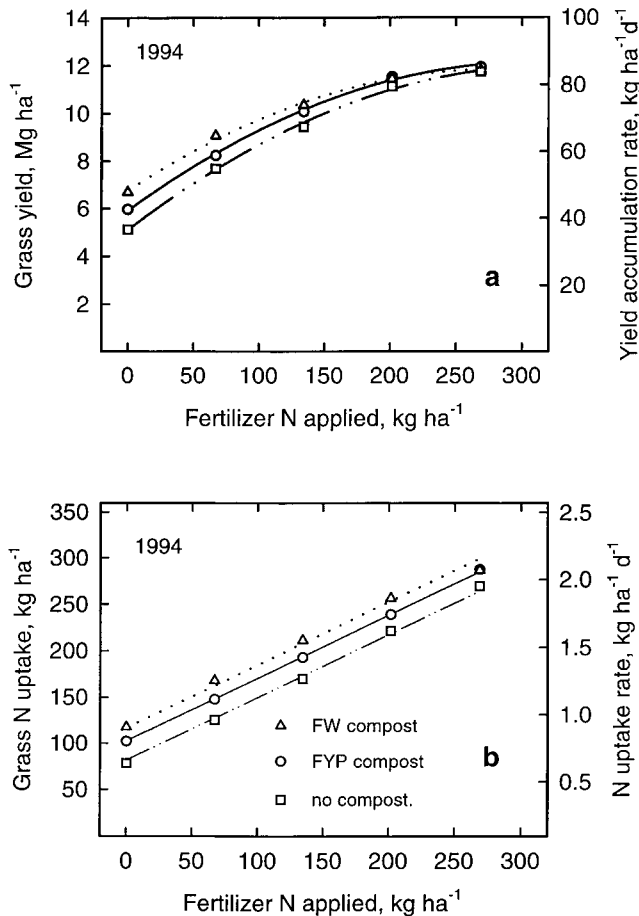 14
12
10
8
6
4
2
Grass yield, Mg ha⁻¹
1994
a
100
80
60
40
20
Yield accumulation rate, kg ha⁻¹d⁻¹
0 50 100 150 200 250 300
Fertilizer N applied, kg ha⁻¹
350
300
250
200
150
100
50
Grass N uptake, kg ha⁻¹
1994
FW compost
FYP compost
no compost.
b
2.5
2.0
1.5
1.0
0.5
N uptake rate, kg ha⁻¹ d⁻¹
0 50 100 150 200 250 300
Fertilizer N applied, kg ha⁻¹